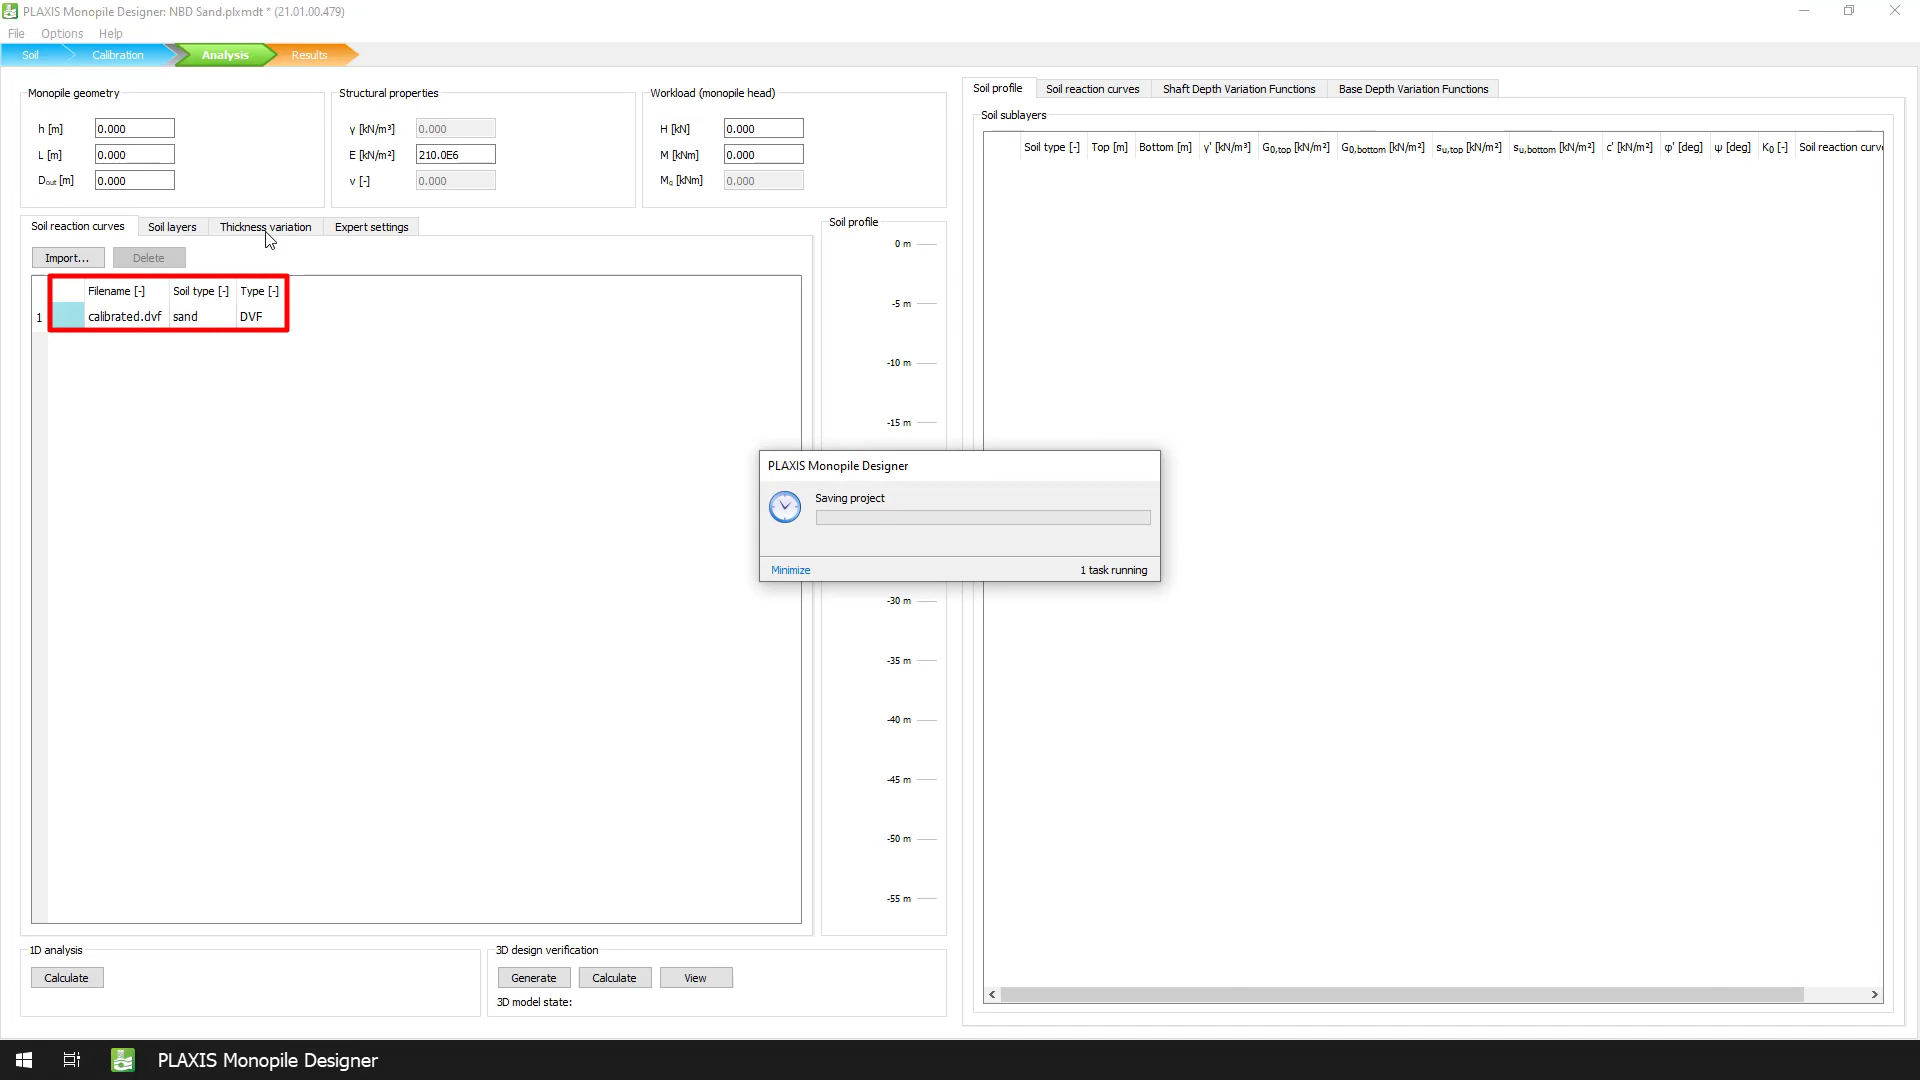 PLAXIS Monopile Designer: NBD Sand.plxmdt * (21.01.00.479)
File Options Help
Soil Calibration Analysis Results
Monopile geometry
h [m] 0.000
L [m] 0.000
Dout [m] 0.000
Structural properties
γ [kN/m³] 0.000
E [kN/m²] 210.0E6
ν [-] 0.000
Workload (monopile head)
H [kN] 0.000
M [kNm] 0.000
Mq [kNm] 0.000
Soil reaction curves Soil layers Thickness variation Expert settings
Import... Delete
Filename [-] Soil type [-] Type [-]
1 calibrated.dvf sand DVF
Soil profile
0 m
-5 m
-10 m
-15 m
-30 m
-35 m
-40 m
-45 m
-50 m
-55 m
1D analysis
Calculate
3D design verification
Generate Calculate View
3D model state:
Soil profile Soil reaction curves Shaft Depth Variation Functions Base Depth Variation Functions
Soil sublayers
Soil type [-] Top [m] Bottom [m] γ' [kN/m³] G0,top [kN/m²] G0,bottom [kN/m²] su,top [kN/m²] su,bottom [kN/m²] c' [kN/m²] φ' [deg] ψ [deg] K0 [-] Soil reaction curv
PLAXIS Monopile Designer
Saving project
Minimize 1 task running
PLAXIS Monopile Designer